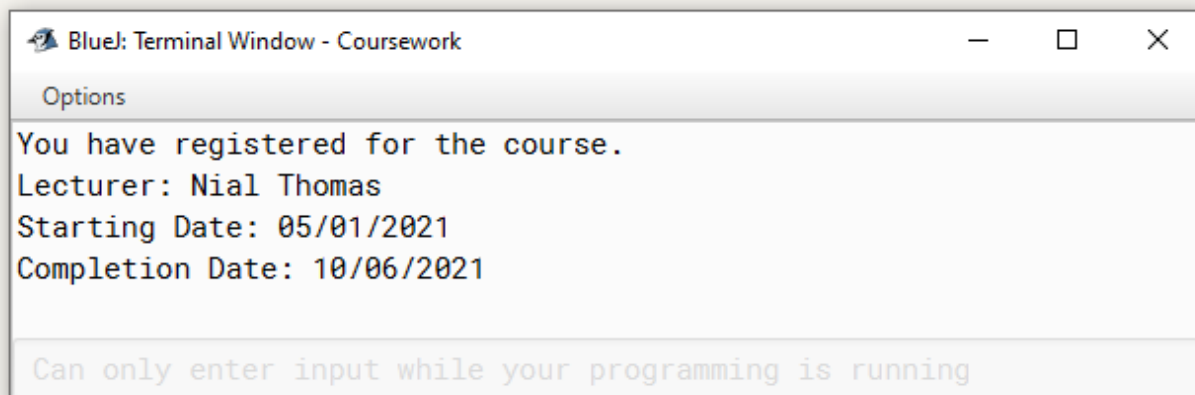 BlueJ: Terminal Window - Coursework
Options
You have registered for the course.
Lecturer: Nial Thomas
Starting Date: 05/01/2021
Completion Date: 10/06/2021
Can only enter input while your programming is running